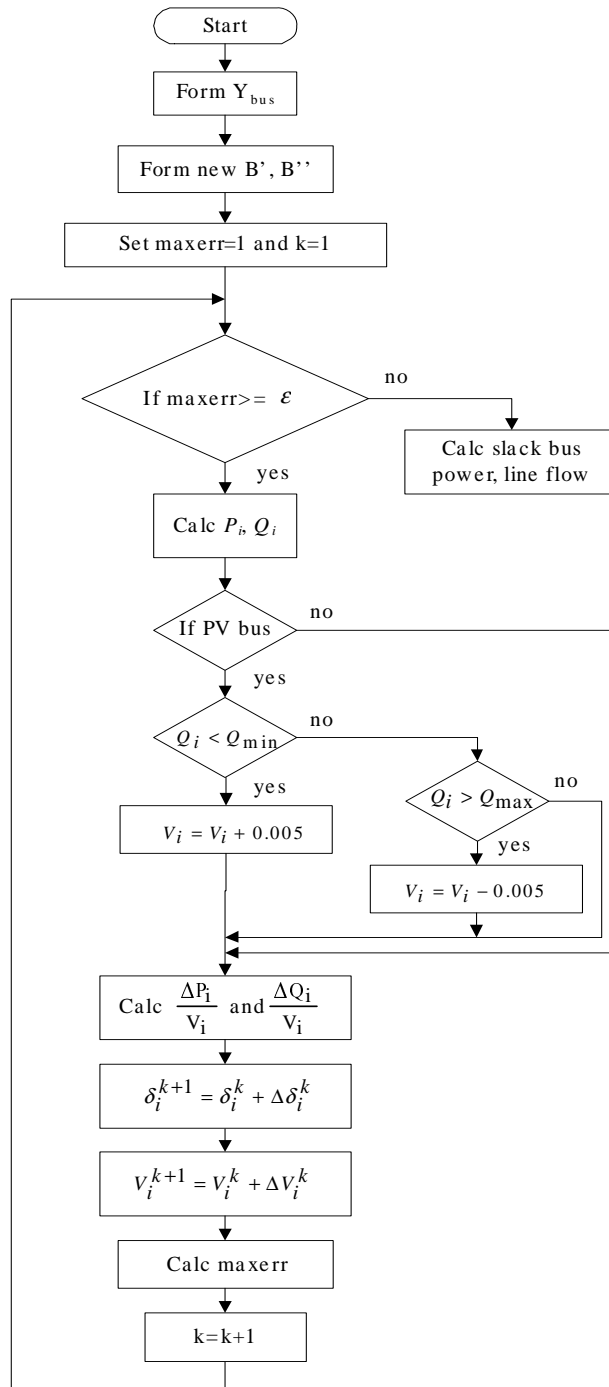 Start
Form Y_bus
Form new B', B''
Set maxerr=1 and k=1
If maxerr>= ε
no
Calc slack bus
power, line flow
yes
Calc P_i, Q_i
If PV bus
no
yes
Q_i < Q_min
no
yes
Q_i > Q_max
no
yes
V_i = V_i + 0.005
V_i = V_i − 0.005
Calc ΔP_i/V_i and ΔQ_i/V_i
δ_i^{k+1} = δ_i^k + Δδ_i^k
V_i^{k+1} = V_i^k + ΔV_i^k
Calc maxerr
k=k+1